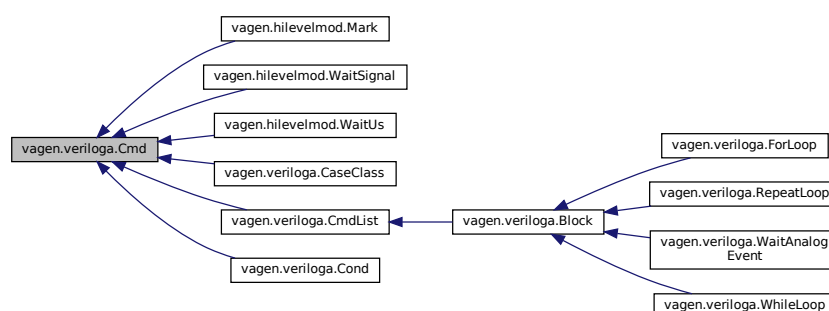 vagen.hilevelmod.Mark
vagen.hilevelmod.WaitSignal
vagen.hilevelmod.WaitUs
vagen.veriloga.Cmd
vagen.veriloga.CaseClass
vagen.veriloga.CmdList
vagen.veriloga.Cond
vagen.veriloga.Block
vagen.veriloga.ForLoop
vagen.veriloga.RepeatLoop
vagen.veriloga.WaitAnalog
Event
vagen.veriloga.WhileLoop